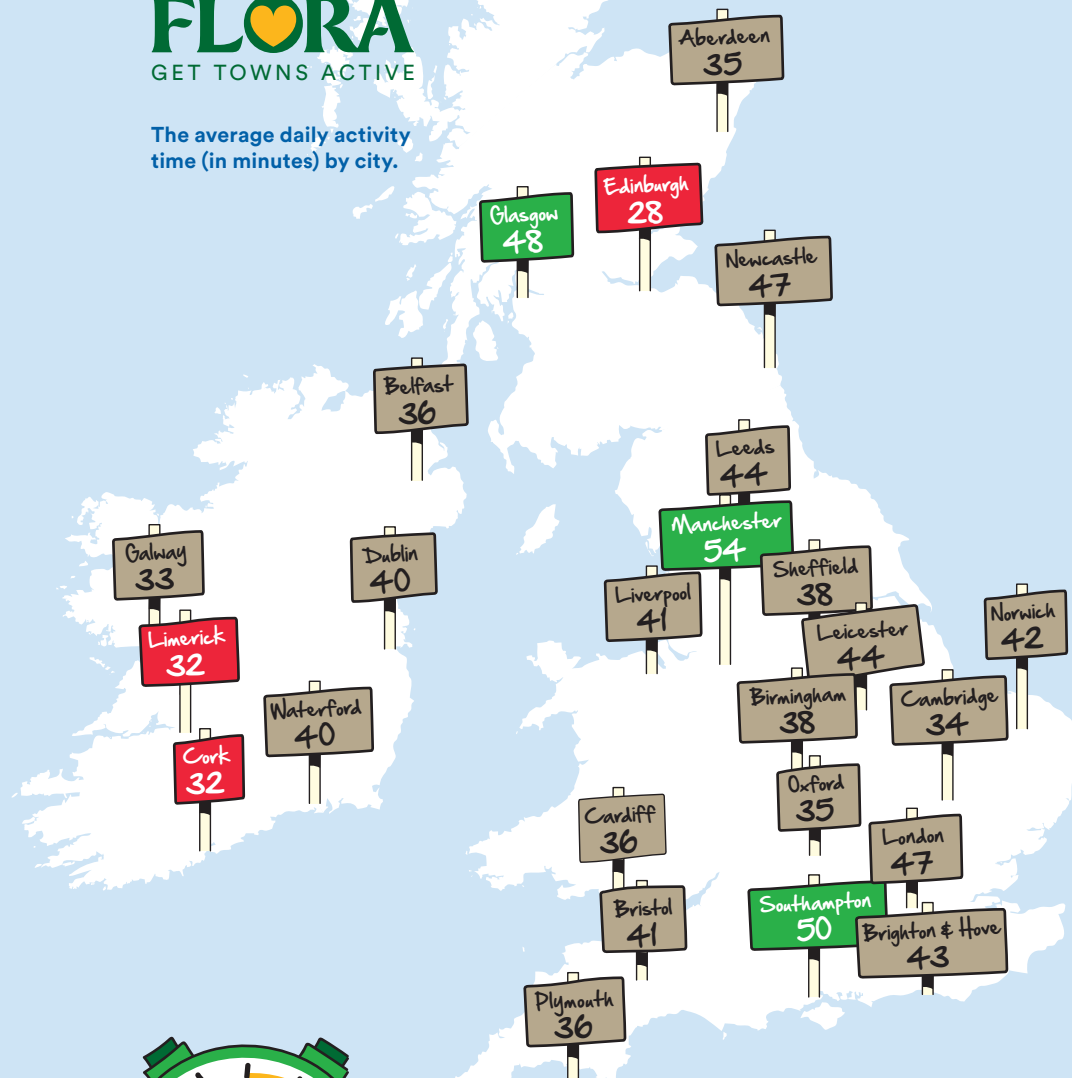 FLORA
GET TOWNS ACTIVE
The average daily activity
time (in minutes) by city.
Aberdeen
35
Edinburgh
28
Glasgow
48
Newcastle
47
Belfast
36
Leeds
44
Manchester
54
Galway
33
Dublin
40
Sheffield
38
Liverpool
41
Norwich
42
Limerick
32
Leicester
44
Birmingham
38
Cambridge
34
Waterford
40
Cork
32
Oxford
35
Cardiff
36
London
47
Southampton
50
Bristol
41
Brighton & Hove
43
Plymouth
36